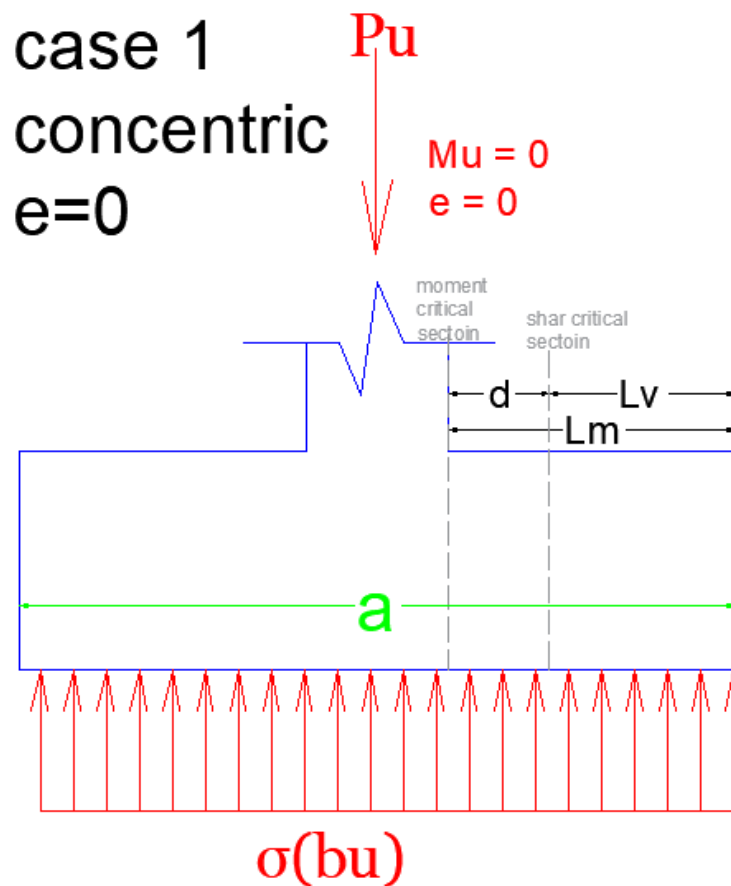 case 1
concentric
e=0
Pu
Mu = 0
e = 0
moment
critical
sectoin
shar critical
sectoin
d
Lv
Lm
a
σ(bu)